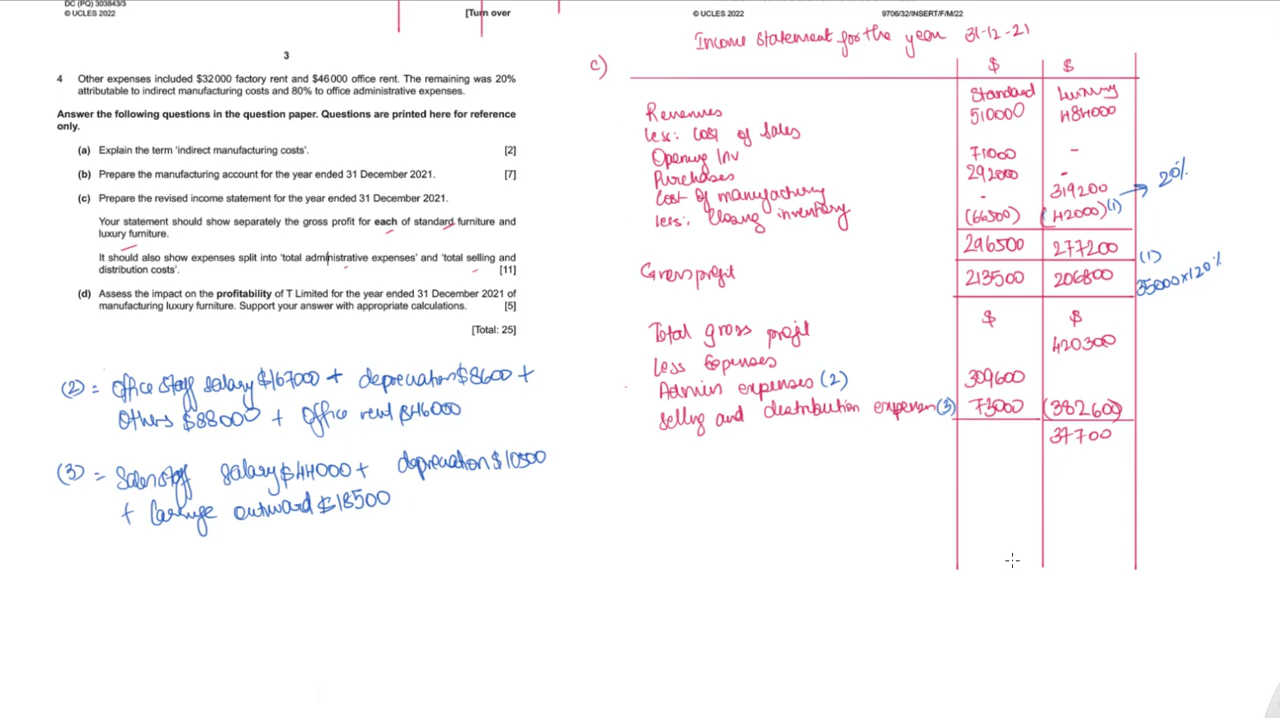 DC (PQ) 303843/3
© UCLES 2022
[Turn over
3
4 Other expenses included $32 000 factory rent and $46 000 office rent. The remaining was 20%
attributable to indirect manufacturing costs and 80% to office administrative expenses.
Answer the following questions in the question paper. Questions are printed here for reference
only.
(a) Explain the term 'indirect manufacturing costs'. [2]
(b) Prepare the manufacturing account for the year ended 31 December 2021. [7]
(c) Prepare the revised income statement for the year ended 31 December 2021.
Your statement should show separately the gross profit for each of standard furniture and
luxury furniture.
It should also show expenses split into 'total administrative expenses' and 'total selling and
distribution costs'. [11]
(d) Assess the impact on the profitability of T Limited for the year ended 31 December 2021 of
manufacturing luxury furniture. Support your answer with appropriate calculations. [5]
[Total: 25]
(2) = Office staff salary $167000 + depreciation $8600 +
Others $88000 + Office rent $46000
(3) = Sales staff salary $44000 + depreciation $10500
+ Carriage outward $18500
© UCLES 2022 9706/32/INSERT/F/M/22
Income statement for the year 31-12-21
c)
$ $
Standard Luxury
Revenues 510000 484000
less: Cost of Sales
Opening Inv 71000 -
Purchases 292000 -
Cost of manufactury - 319200
less: Closing inventory (66500) (42000)(1) → 20%
296500 277200
(1)
Gross profit 213500 206800
35000x120%
$ $
Total gross profit 420300
Less Expenses
Admin expenses (2) 309600
Selling and distribution expenses (3) 73000 (382600)
37700